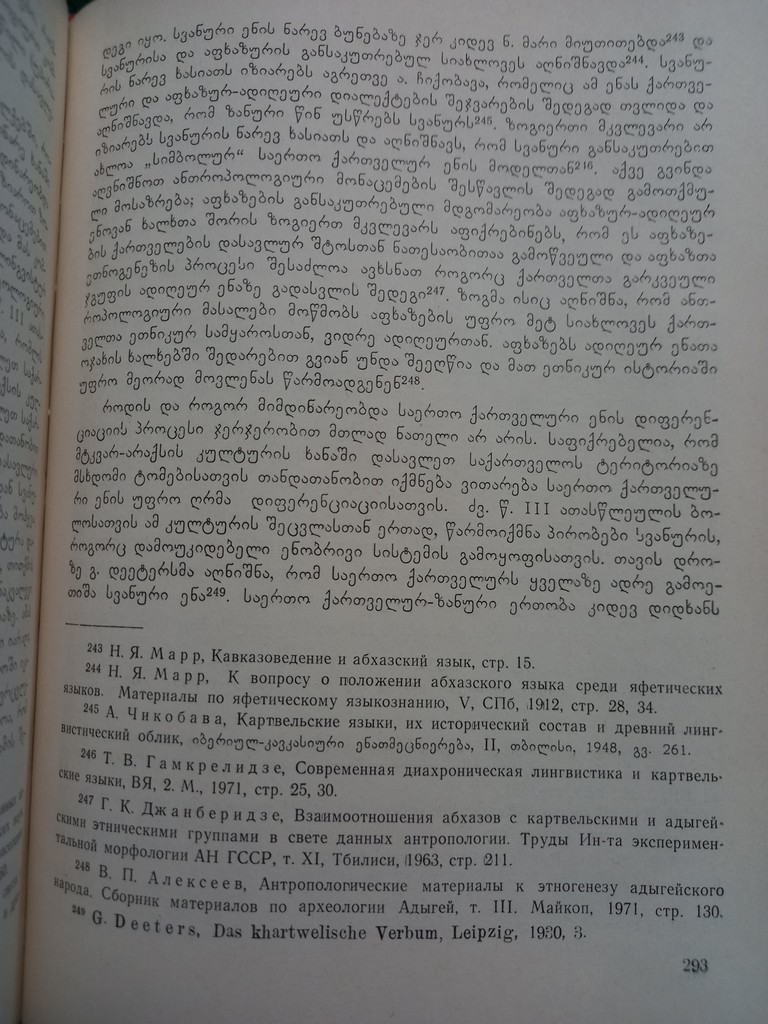 დეგი იყო. სვანური ენის ნარევ ბუნებაზე ჯერ კიდევ ნ. მარი მიუთითებდა²⁴³ და
სვანურისა და აფხაზურის განსაკუთრებულ სიახლოვეს აღნიშნავდა²⁴⁴. სვანუ-
რის ნარევ ხასიათს იზიარებს აგრეთვე ა. ჩიქობავა, რომელიც ამ ენას ქართვე-
ლური და აფხაზურ-ადიღეური დიალექტების შეჯვარების შედეგად თვლიდა და
აღნიშნავდა, რომ ზანური წინ უსწრებს სვანურს²⁴⁵. ზოგიერთი მკვლევარი არ
იზიარებს სვანურის ნარევ ხასიათს და აღნიშნავს, რომ სვანური განსაკუთრებით
ახლოა „სიმბოლურ“ საერთო ქართველურ ენის მოდელთან²⁴⁶. აქვე გვინდა
აღვნიშნოთ ანთროპოლოგიური მონაცემების შესწავლის შედეგად გამოთქმუ-
ლი მოსაზრება; აფხაზების განსაკუთრებული მდგომარეობა აფხაზურ-ადიღეურ
ენოვან ხალხთა შორის ზოგიერთ მკვლევარს აფიქრებინებს, რომ ეს აფხაზე-
ბის ქართველების დასავლურ შტოსთან ნათესაობითაა გამოწვეული და აფხაზთა
ეთნოგენეზის პროცესი შესაძლოა ავხსნათ როგორც ქართველთა გარკვეული
ჯგუფის ადიღეურ ენაზე გადასვლის შედეგი²⁴⁷. ზოგმა ისიც აღნიშნა, რომ ანთ-
როპოლოგიური მასალები მოწმობს აფხაზების უფრო მეტ სიახლოვეს ქართ-
ველთა ეთნიკურ სამყაროსთან, ვიდრე ადიღეურთან. აფხაზებს ადიღეურ ენათა
ოჯახის ხალხებში შედარებით გვიან უნდა შეეღწია და მათ ეთნიკურ ისტორიაში
უფრო მეორად მოვლენას წარმოადგენენ²⁴⁸.
როდის და როგორ მიმდინარეობდა საერთო ქართველური ენის დიფერენ-
ციაციის პროცესი ჯერჯერობით მთლად ნათელი არ არის. საფიქრებელია, რომ
მტკვარ-არაქსის კულტურის ხანაში დასავლეთ საქართველოს ტერიტორიაზე
მსხდომი ტომებისათვის თანდათანობით იქმნება ვითარება საერთო ქართველუ-
რი ენის უფრო ღრმა დიფერენციაციისათვის. ძვ. წ. III ათასწლეულის ბო-
ლოსათვის ამ კულტურის შეცვლასთან ერთად, წარმოიქმნა პირობები სვანურის,
როგორც დამოუკიდებელი ენობრივი სისტემის გამოყოფისათვის. თავის დრო-
ზე გ. დეეტერსმა აღნიშნა, რომ საერთო ქართველურს ყველაზე ადრე გამოე-
თიშა სვანური ენა²⁴⁹. საერთო ქართველურ-ზანური ერთობა კიდევ დიდხანს
²⁴³ Н. Я. Марр, Кавказоведение и абхазский язык, стр. 15.
²⁴⁴ Н. Я. Марр, К вопросу о положении абхазского языка среди яфетических
языков. Материалы по яфетическому языкознанию, V, СПб, 1912, стр. 28, 34.
²⁴⁵ А. Чикобава, Картвельские языки, их исторический состав и древний линг-
вистический облик, იბერიულ-კავკასიური ენათმეცნიერება, II, თბილისი, 1948, გვ. 261.
²⁴⁶ Т. В. Гамкрелидзе, Современная диахроническая лингвистика и картвель-
ские языки, ВЯ, 2. М., 1971, стр. 25, 30.
²⁴⁷ Г. К. Джанберидзе, Взаимоотношения абхазов с картвельскими и адыгей-
скими этническими группами в свете данных антропологии. Труды Ин-та эксперимен-
тальной морфологии АН ГССР, т. XI, Тбилиси, 1963, стр. 211.
²⁴⁸ В. П. Алексеев, Антропологические материалы к этногенезу адыгейского
народа. Сборник материалов по археологии Адыгей, т. III. Майкоп, 1971, стр. 130.
²⁴⁹ G. Deeters, Das khartwelische Verbum, Leipzig, 1930, 3.
293